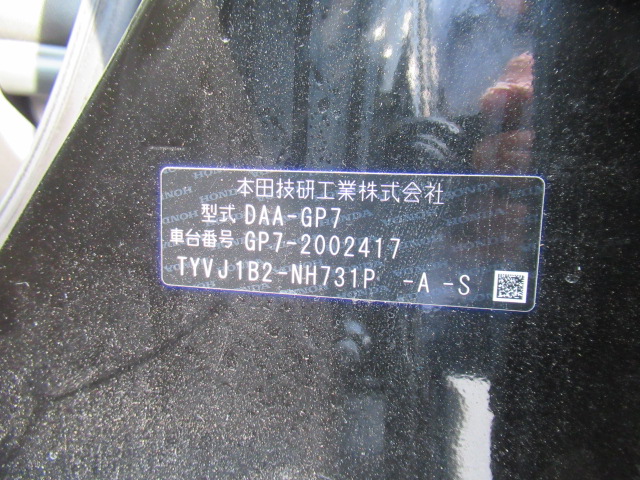 本田技研工業株式会社
型式 DAA-GP7
車台番号 GP7-2002417
TYVJ1B2-NH731P -A -S